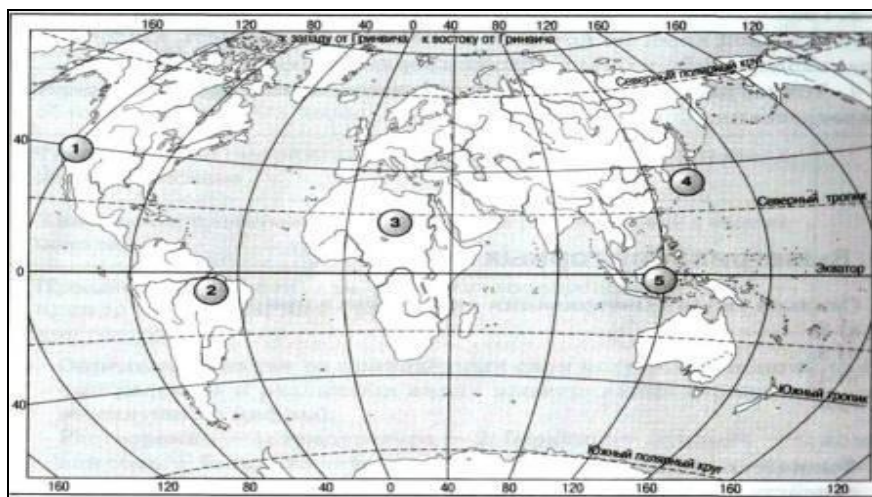 160 120 80 40 0 40 80 120 160 160 120
к западу от Гринвича к востоку от Гринвича
Северный полярный круг
40
1
4
Северный тропик
3
0
Экватор
2
5
Южный тропик
40
Южный полярный круг
160 120 80 40 0 40 80 120 160 160 120